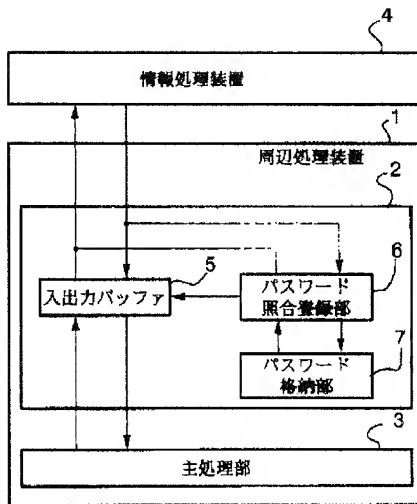 4
情報処理装置
1
周辺処理装置
2
5
入出力バッファ
6
パスワード
照合登録部
7
パスワード
格納部
3
主処理部